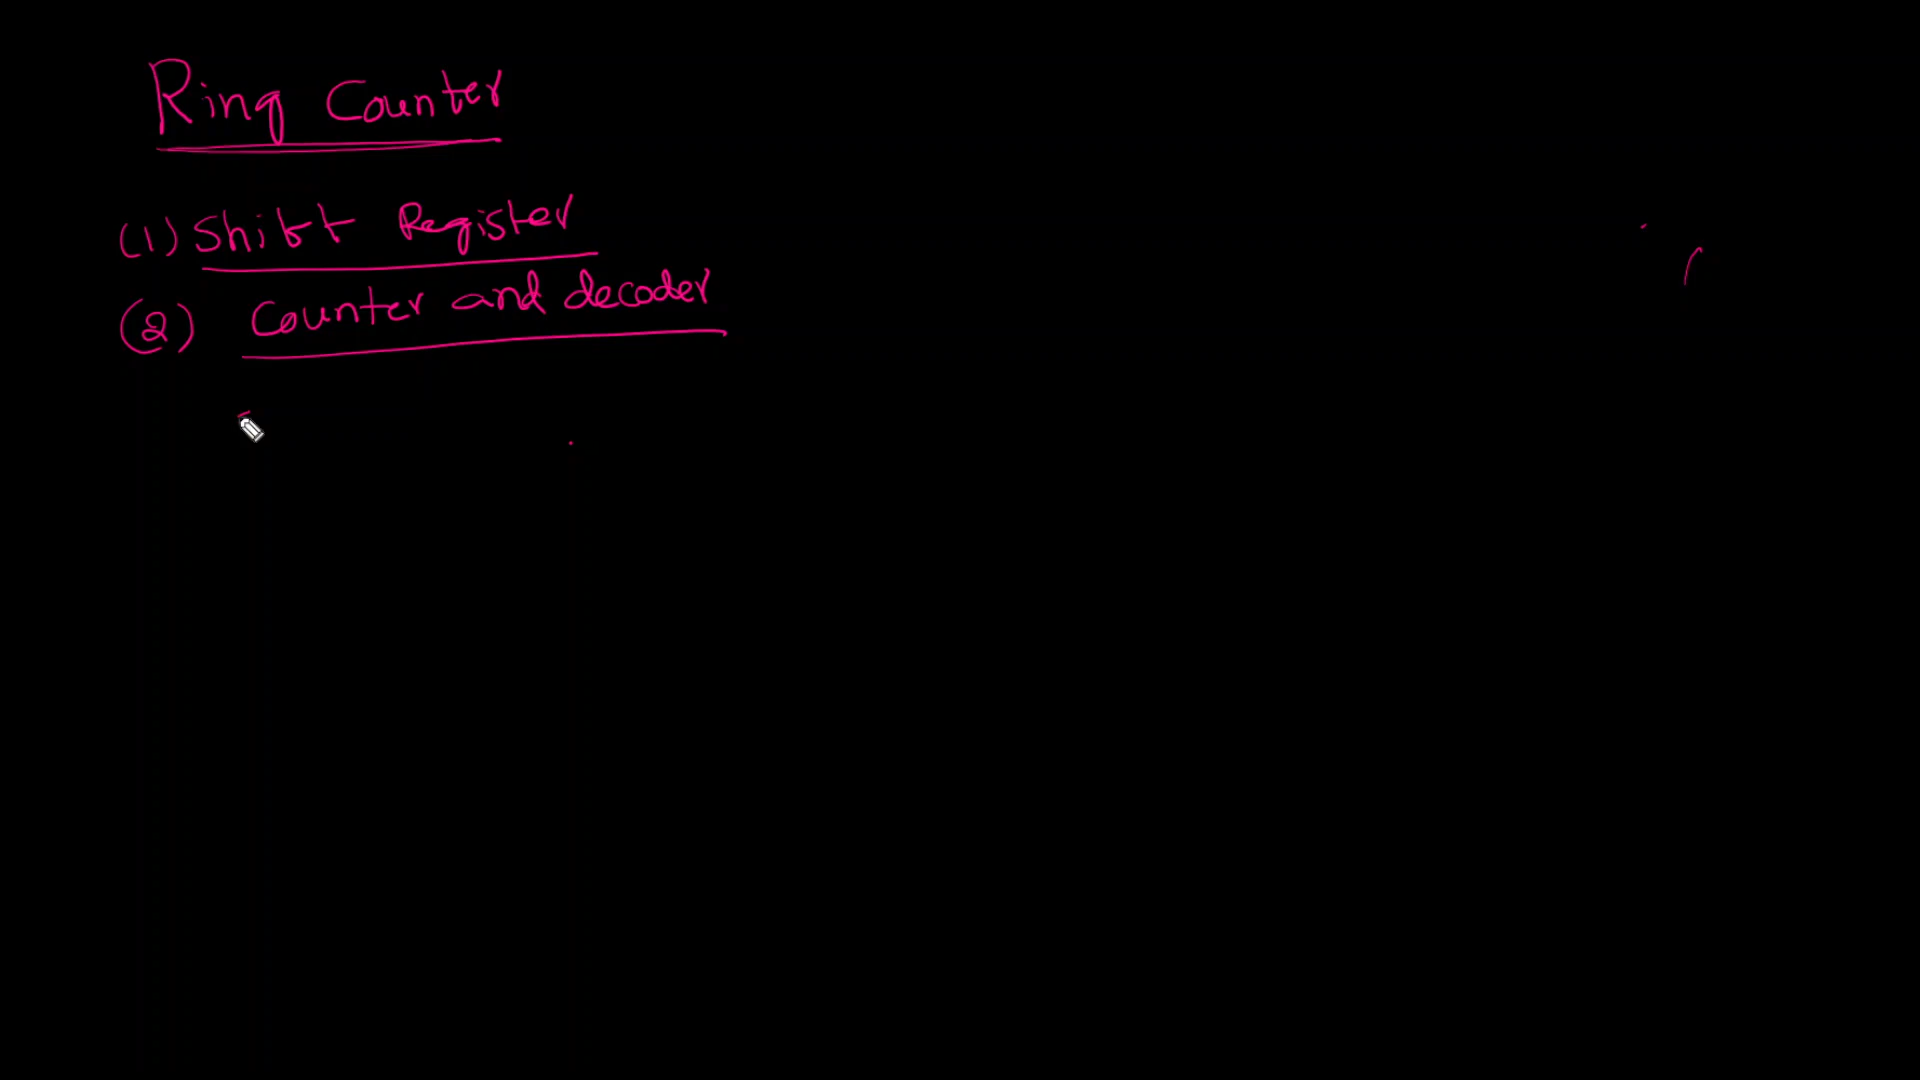 Ring Counter
(1) Shift Register
(2) Counter and decoder